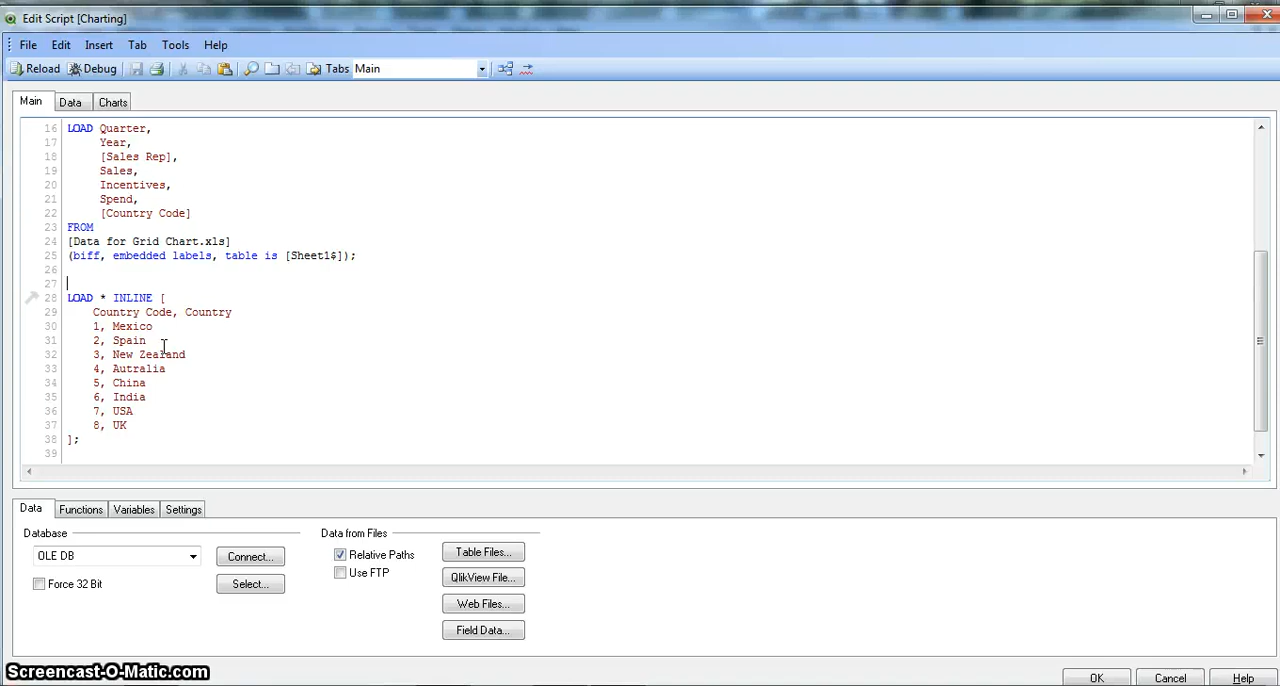 Edit Script [Charting]
File Edit Insert Tab Tools Help
Reload Debug Tabs Main
Main Data Charts
16 LOAD Quarter,
17 Year,
18 [Sales Rep],
19 Sales,
20 Incentives,
21 Spend,
22 [Country Code]
23 FROM
24 [Data for Grid Chart.xls]
25 (biff, embedded labels, table is [Sheet1$]);
26
27
28 LOAD * INLINE [
29 Country Code, Country
30 1, Mexico
31 2, Spain
32 3, New Zealand
33 4, Autralia
34 5, China
35 6, India
36 7, USA
37 8, UK
38 ];
39
Data Functions Variables Settings
Database Data from Files
OLE DB Connect... Relative Paths Table Files...
Force 32 Bit Select... Use FTP QlikView File...
Web Files...
Field Data...
Screencast-O-Matic.com OK Cancel Help